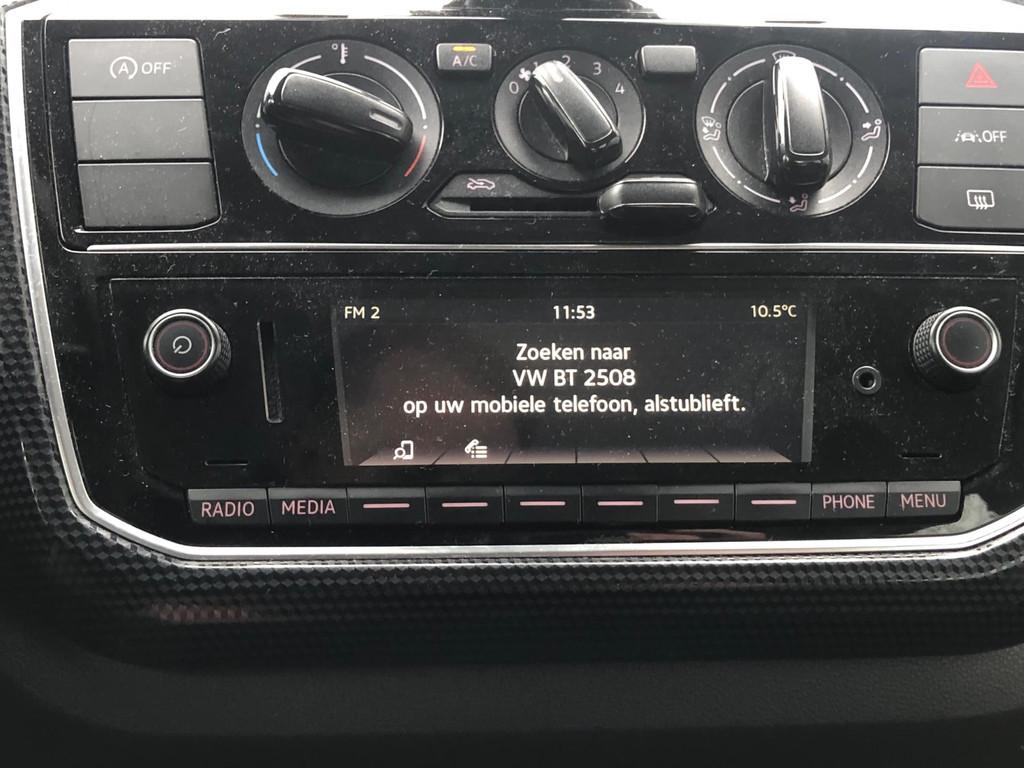 A OFF
A/C
0 1 2 3 4
OFF
FM 2 11:53 10.5°C
Zoeken naar
VW BT 2508
op uw mobiele telefoon, alstublieft.
RADIO MEDIA PHONE MENU